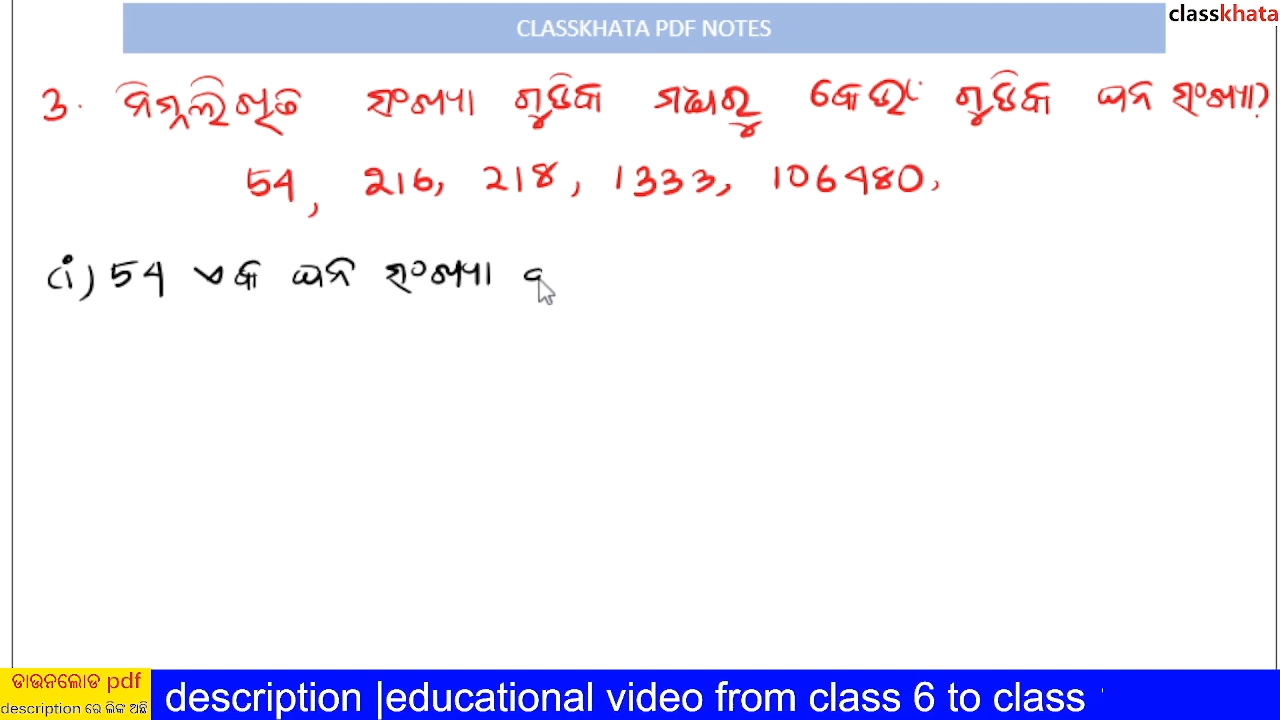 CLASSKHATA PDF NOTES
classkhata
3. ନିମ୍ନଲିଖିତ ସଂଖ୍ୟା ଗୁଡିକ ମଧ୍ୟରୁ କେଉଁ ଗୁଡିକ ଘନ ସଂଖ୍ୟା?
54, 216, 218, 1333, 106480,
(i) 54 ଏକ ଘନ ସଂଖ୍ୟା
ଡାଉନଲୋଡ pdf
description ରେ ଲିଙ୍କ ଅଛି
description |educational video from class 6 to class